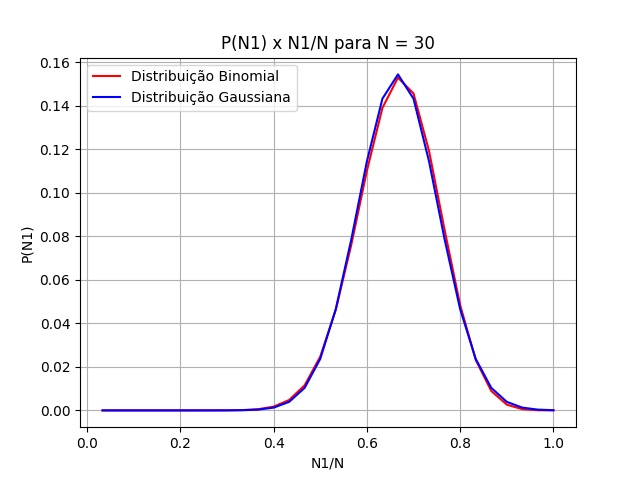 P(N1) x N1/N para N = 30
Distribuição Binomial
Distribuição Gaussiana
P(N1)
0.16
0.14
0.12
0.10
0.08
0.06
0.04
0.02
0.00
0.0 0.2 0.4 0.6 0.8 1.0
N1/N